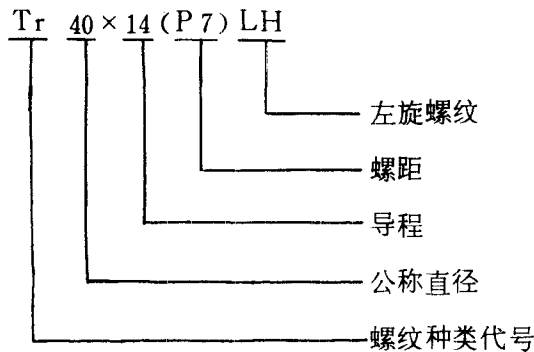 Tr 40×14(P7)LH
左旋螺纹
螺距
导程
公称直径
螺纹种类代号